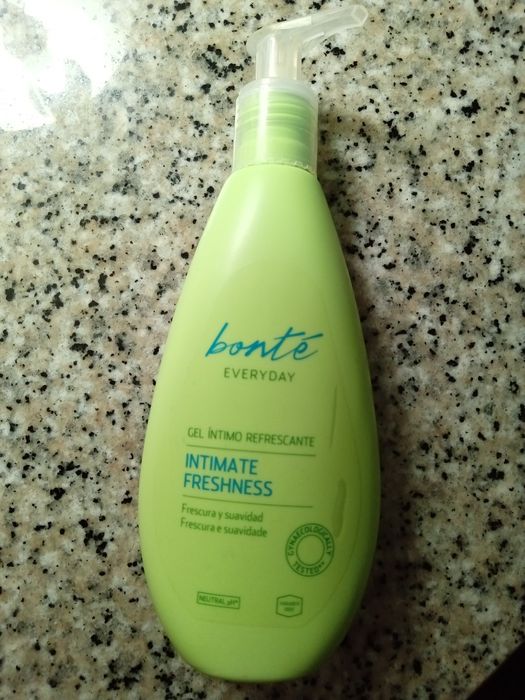 bonté
EVERYDAY
GEL ÍNTIMO REFRESCANTE
INTIMATE
FRESHNESS
Frescura y suavidad
Frescura e suavidade
GYNAECOLOGICALLY
TESTED**
NEUTRAL pH*